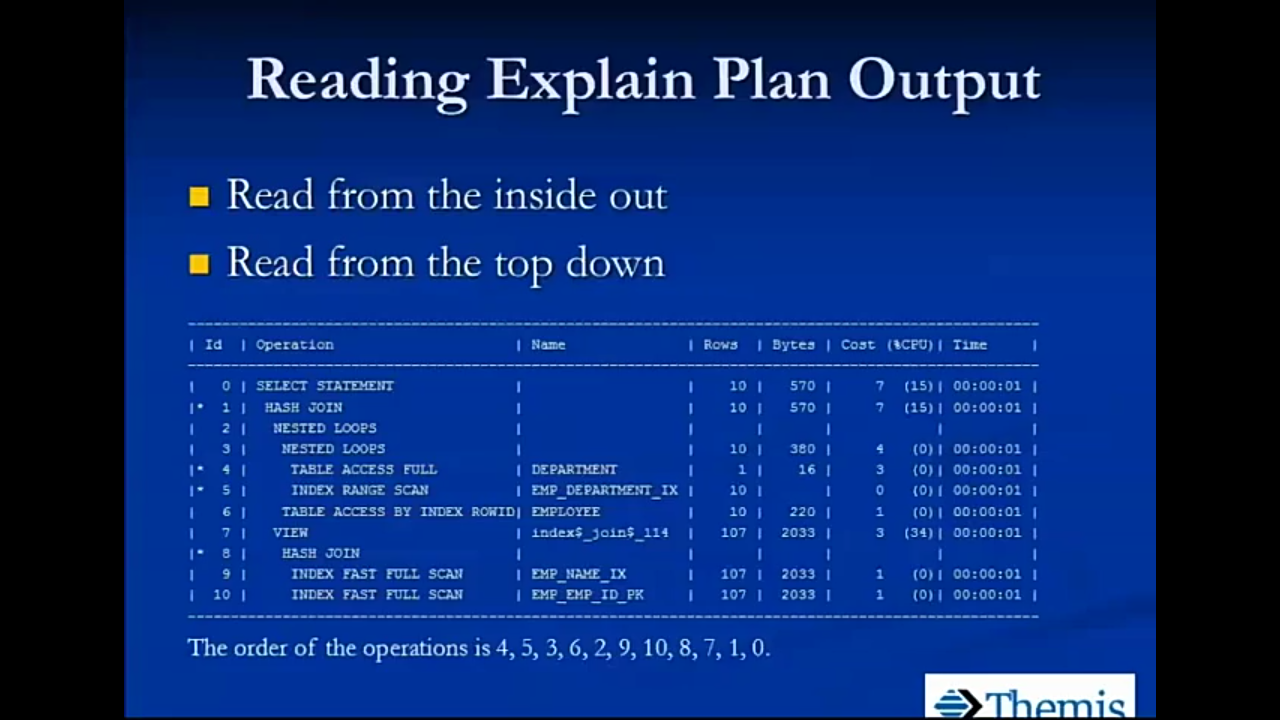 Reading Explain Plan Output
Read from the inside out
Read from the top down
| Id | Operation | Name | Rows | Bytes | Cost (%CPU)| Time |
| 0 | SELECT STATEMENT | | 10 | 570 | 7 (15)| 00:00:01 |
|* 1 | HASH JOIN | | 10 | 570 | 7 (15)| 00:00:01 |
| 2 | NESTED LOOPS | | | | | |
| 3 | NESTED LOOPS | | 10 | 380 | 4 (0)| 00:00:01 |
|* 4 | TABLE ACCESS FULL | DEPARTMENT | 1 | 16 | 3 (0)| 00:00:01 |
|* 5 | INDEX RANGE SCAN | EMP_DEPARTMENT_IX | 10 | | 0 (0)| 00:00:01 |
| 6 | TABLE ACCESS BY INDEX ROWID| EMPLOYEE | 10 | 220 | 1 (0)| 00:00:01 |
| 7 | VIEW | index$_join$_114 | 107 | 2033 | 3 (34)| 00:00:01 |
|* 8 | HASH JOIN | | | | | |
| 9 | INDEX FAST FULL SCAN | EMP_NAME_IX | 107 | 2033 | 1 (0)| 00:00:01 |
| 10 | INDEX FAST FULL SCAN | EMP_EMP_ID_PK | 107 | 2033 | 1 (0)| 00:00:01 |
The order of the operations is 4, 5, 3, 6, 2, 9, 10, 8, 7, 1, 0.
Themis